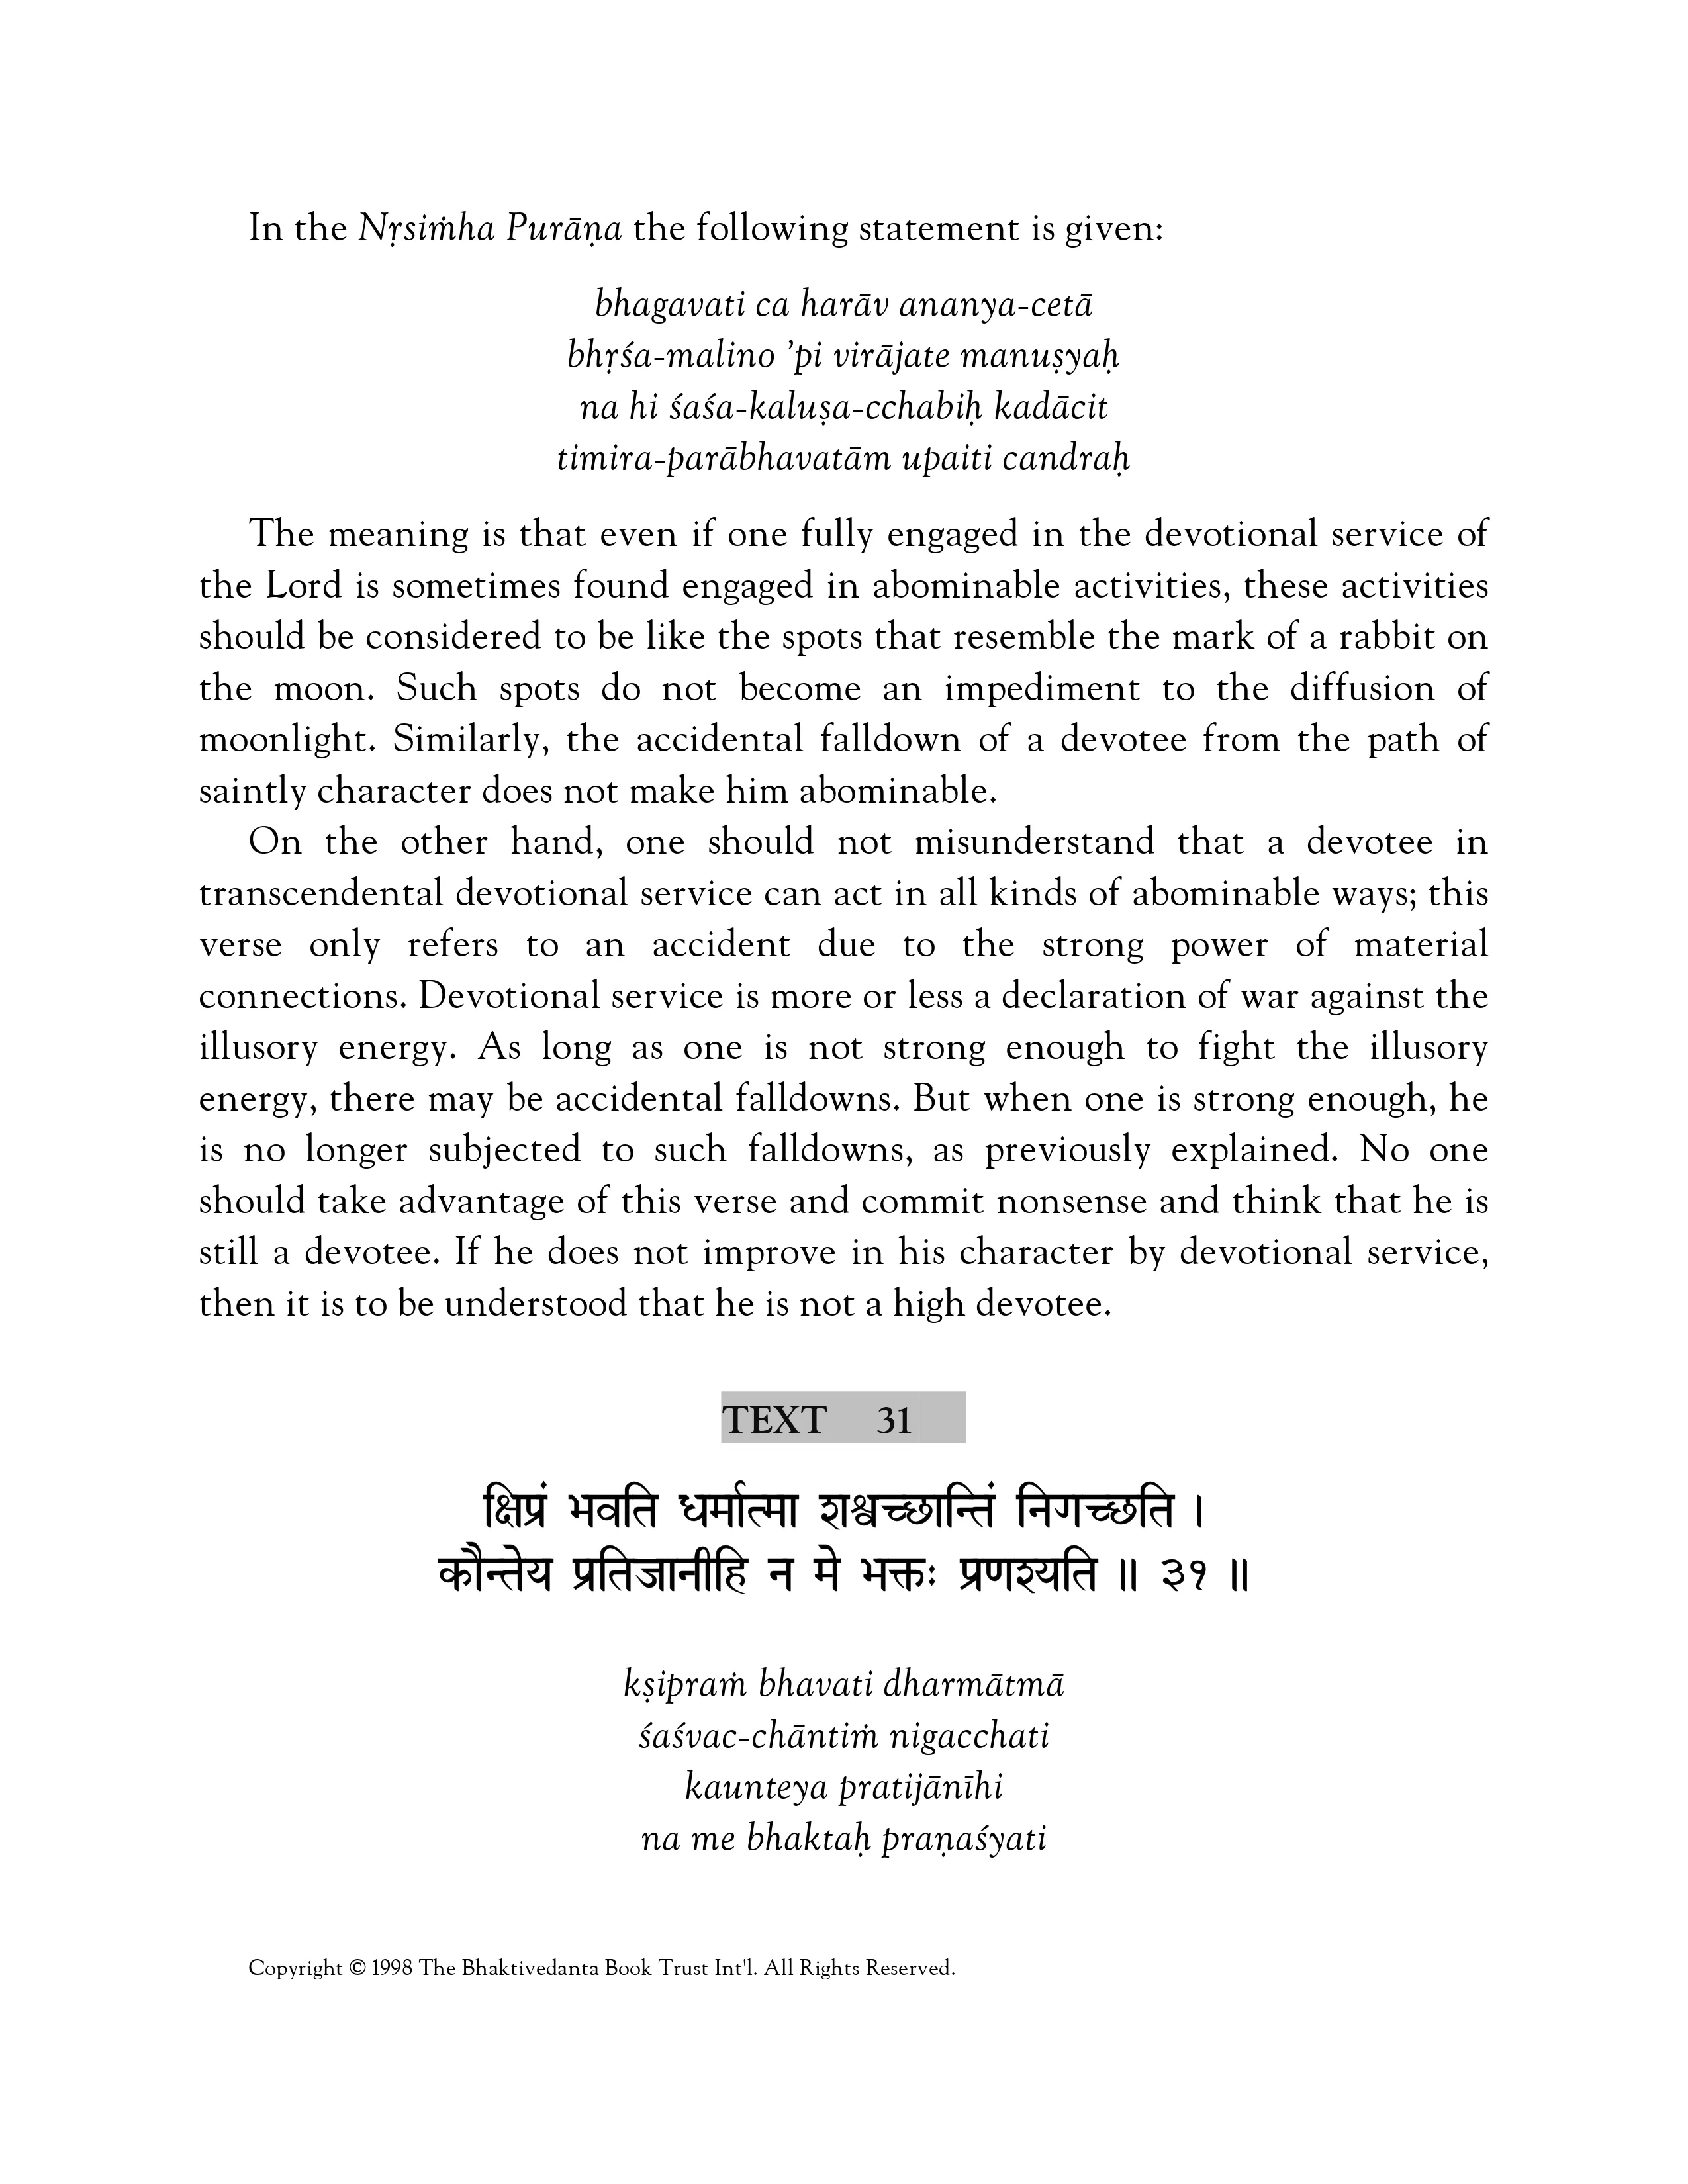 In the Nṛsiṁha Purāṇa the following statement is given:
bhagavati ca harāv ananya-cetā
bhṛśa-malino ’pi virājate manuṣyaḥ
na hi śaśa-kaluṣa-cchabiḥ kadācit
timira-parābhavatām upaiti candraḥ
The meaning is that even if one fully engaged in the devotional service of
the Lord is sometimes found engaged in abominable activities, these activities
should be considered to be like the spots that resemble the mark of a rabbit on
the moon. Such spots do not become an impediment to the diffusion of
moonlight. Similarly, the accidental falldown of a devotee from the path of
saintly character does not make him abominable.
On the other hand, one should not misunderstand that a devotee in
transcendental devotional service can act in all kinds of abominable ways; this
verse only refers to an accident due to the strong power of material
connections. Devotional service is more or less a declaration of war against the
illusory energy. As long as one is not strong enough to fight the illusory
energy, there may be accidental falldowns. But when one is strong enough, he
is no longer subjected to such falldowns, as previously explained. No one
should take advantage of this verse and commit nonsense and think that he is
still a devotee. If he does not improve in his character by devotional service,
then it is to be understood that he is not a high devotee.
TEXT 31
क्षिप्रं भवति धर्मात्मा शश्वच्छान्तिं निगच्छति ।
कौन्तेय प्रतिजानीहि न मे भक्तः प्रणश्यति ॥ ३१ ॥
kṣipraṁ bhavati dharmātmā
śaśvac-chāntiṁ nigacchati
kaunteya pratijānīhi
na me bhaktaḥ praṇaśyati
Copyright © 1998 The Bhaktivedanta Book Trust Int'l. All Rights Reserved.